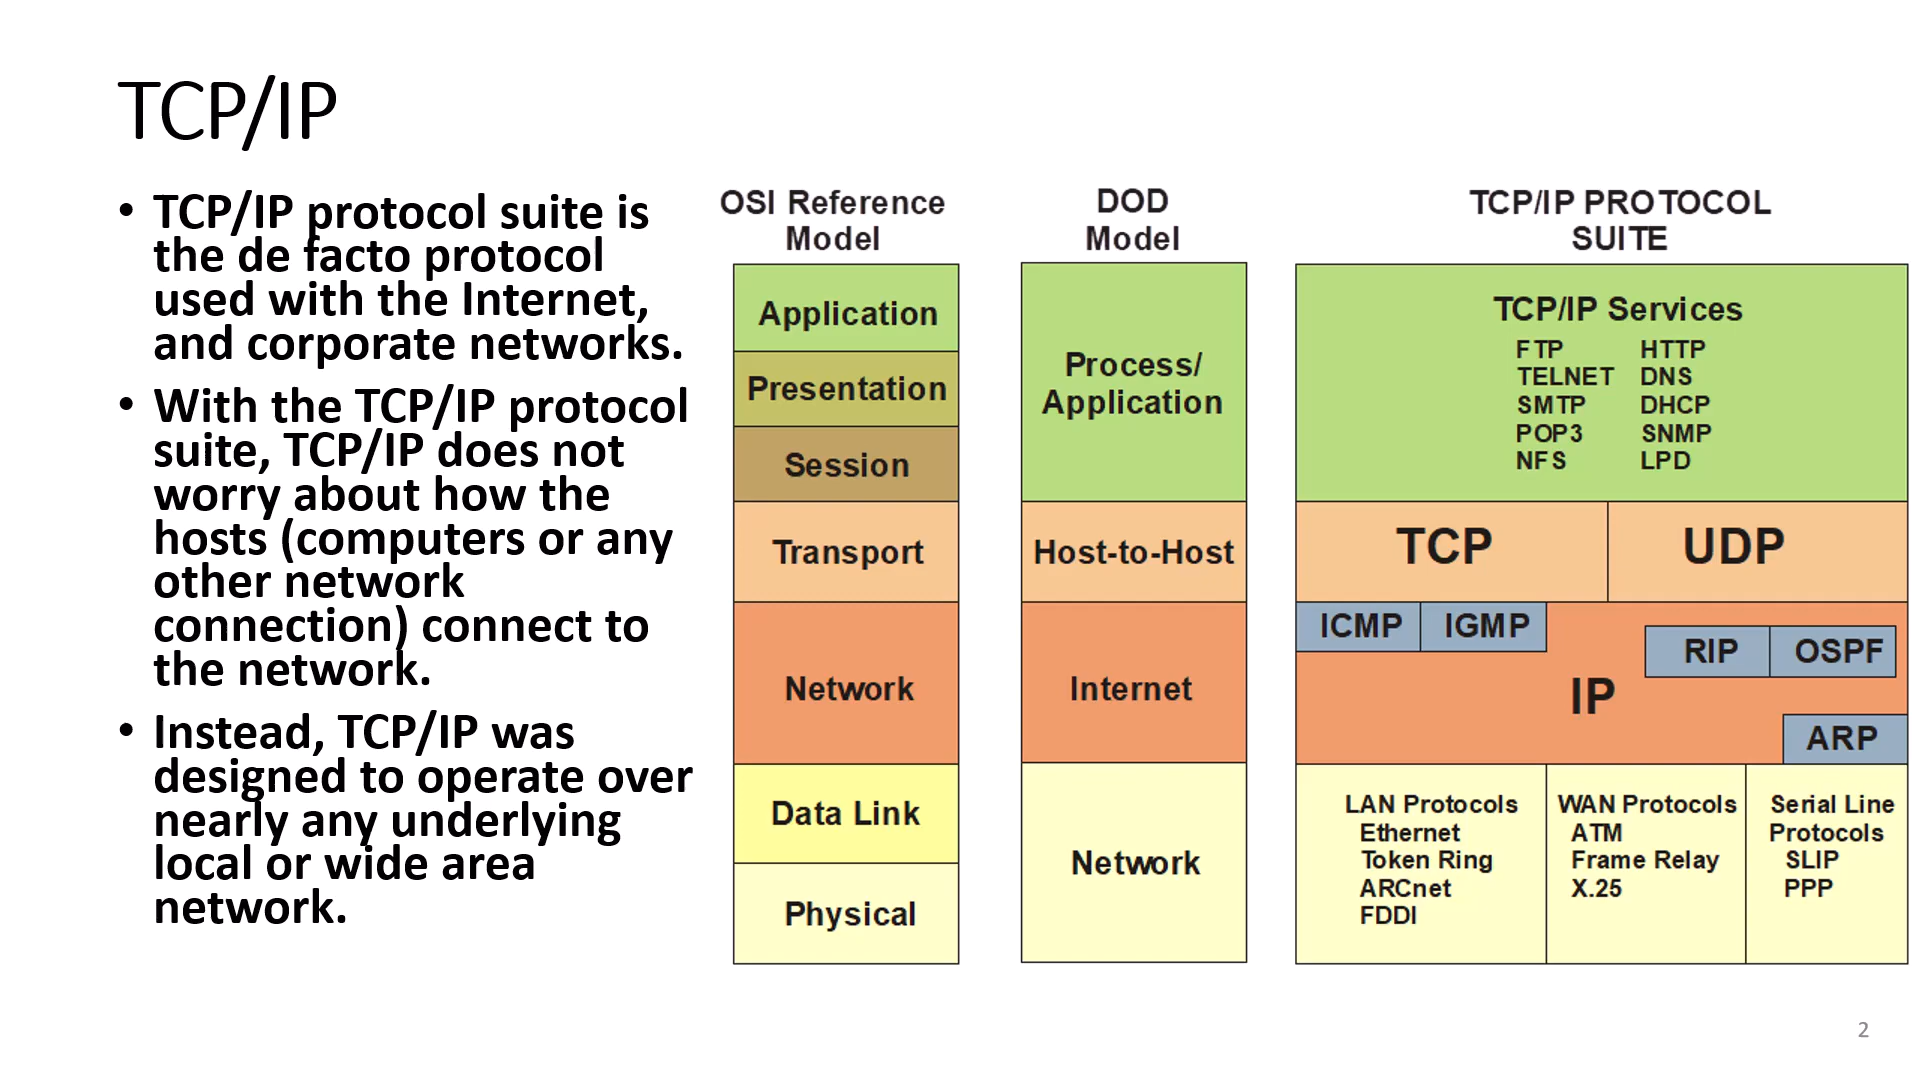 TCP/IP
• TCP/IP protocol suite is
the de facto protocol
used with the Internet,
and corporate networks.
• With the TCP/IP protocol
suite, TCP/IP does not
worry about how the
hosts (computers or any
other network
connection) connect to
the network.
• Instead, TCP/IP was
designed to operate over
nearly any underlying
local or wide area
network.
OSI Reference
Model
Application
Presentation
Session
Transport
Network
Data Link
Physical
DOD
Model
Process/
Application
Host-to-Host
Internet
Network
TCP/IP PROTOCOL
SUITE
TCP/IP Services
FTP HTTP
TELNET DNS
SMTP DHCP
POP3 SNMP
NFS LPD
TCP UDP
ICMP IGMP
RIP OSPF
IP
ARP
LAN Protocols
Ethernet
Token Ring
ARCnet
FDDI
WAN Protocols
ATM
Frame Relay
X.25
Serial Line
Protocols
SLIP
PPP
2